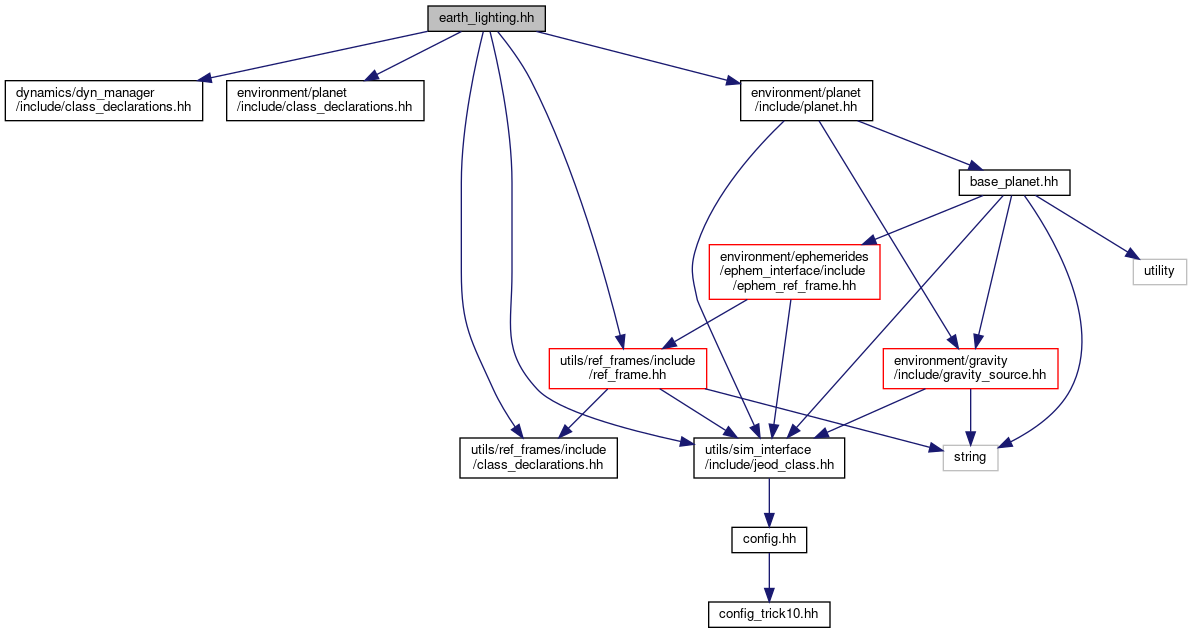 earth_lighting.hh
dynamics/dyn_manager
/include/class_declarations.hh
environment/planet
/include/class_declarations.hh
environment/planet
/include/planet.hh
base_planet.hh
environment/ephemerides
/ephem_interface/include
/ephem_ref_frame.hh
utility
utils/ref_frames/include
/ref_frame.hh
environment/gravity
/include/gravity_source.hh
utils/ref_frames/include
/class_declarations.hh
utils/sim_interface
/include/jeod_class.hh
string
config.hh
config_trick10.hh